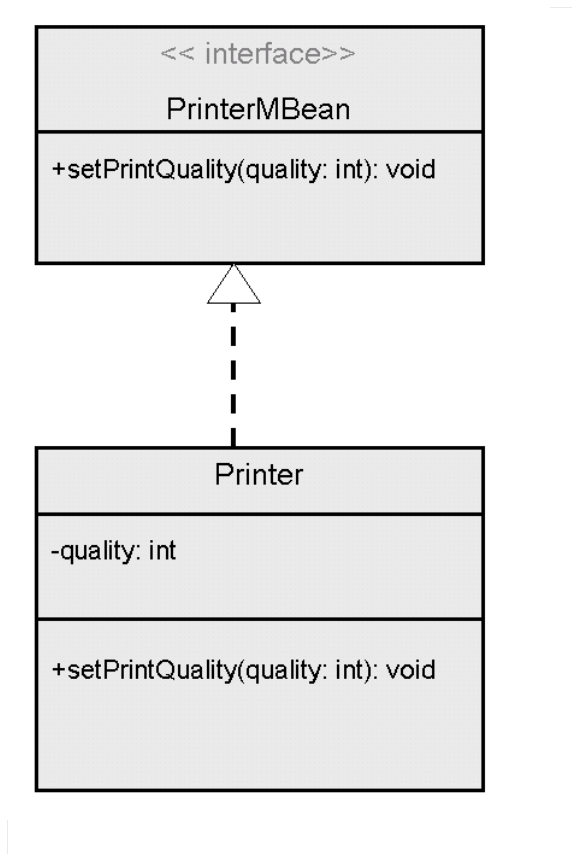 << interface>>
PrinterMBean
+setPrintQuality(quality: int): void
Printer
-quality: int
+setPrintQuality(quality: int): void